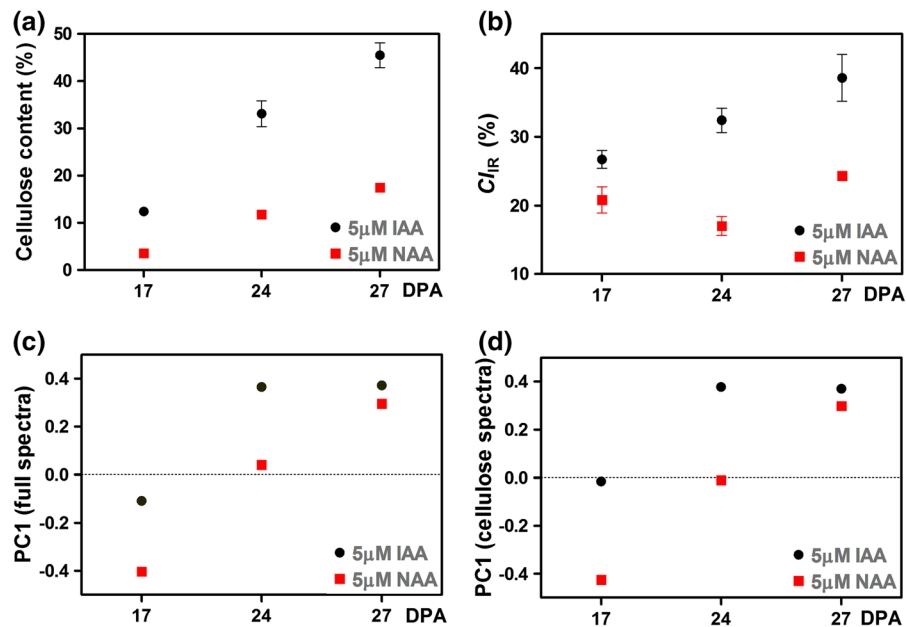 (a)
Cellulose content (%)
50
40
30
20
10
0
5μM IAA
5μM NAA
17 24 27 DPA
(b)
CI_IR (%)
40
30
20
10
5μM IAA
5μM NAA
17 24 27 DPA
(c)
PC1 (full spectra)
0.4
0.2
0.0
-0.2
-0.4
5μM IAA
5μM NAA
17 24 27 DPA
(d)
PC1 (cellulose spectra)
0.4
0.2
0.0
-0.2
-0.4
5μM IAA
5μM NAA
17 24 27 DPA